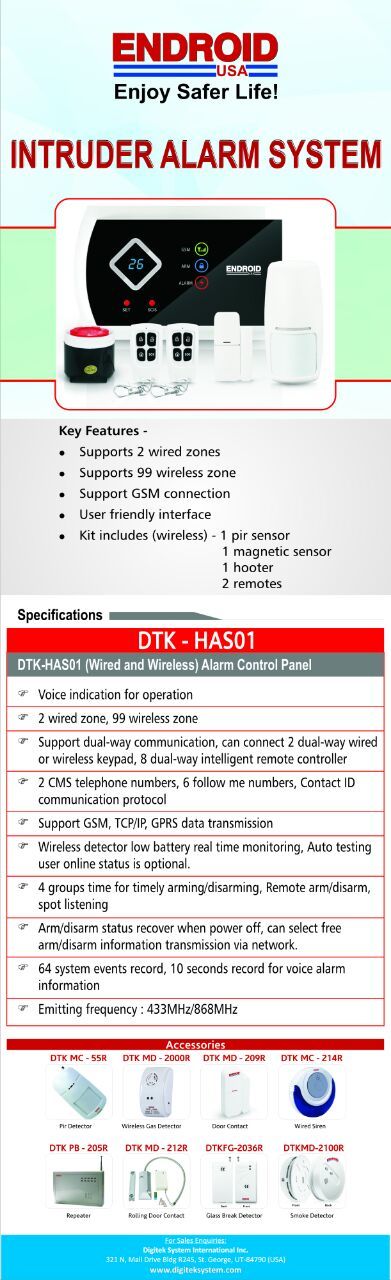 ENDROID
USA
Enjoy Safer Life!
INTRUDER ALARM SYSTEM
26
GSM
ARM
ALARM
ENDROID
SET
SOS
Key Features -
• Supports 2 wired zones
• Supports 99 wireless zone
• Support GSM connection
• User friendly interface
• Kit includes (wireless) - 1 pir sensor
1 magnetic sensor
1 hooter
2 remotes
Specifications
DTK - HAS01
DTK-HAS01 (Wired and Wireless) Alarm Control Panel
☞ Voice indication for operation
☞ 2 wired zone, 99 wireless zone
☞ Support dual-way communication, can connect 2 dual-way wired
or wireless keypad, 8 dual-way intelligent remote controller
☞ 2 CMS telephone numbers, 6 follow me numbers, Contact ID
communication protocol
☞ Support GSM, TCP/IP, GPRS data transmission
☞ Wireless detector low battery real time monitoring, Auto testing
user online status is optional.
☞ 4 groups time for timely arming/disarming, Remote arm/disarm,
spot listening
☞ Arm/disarm status recover when power off, can select free
arm/disarm information transmission via network.
☞ 64 system events record, 10 seconds record for voice alarm
information
☞ Emitting frequency : 433MHz/868MHz
Accessories
DTK MC - 55R DTK MD - 2000R DTK MD - 209R DTK MC - 214R
Pir Detector Wireless Gas Detector Door Contact Wired Siren
DTK PB - 205R DTK MD - 212R DTKFG-2036R DTKMD-2100R
Front Back Front Back
Repeater Rolling Door Contact Glass Break Detector Smoke Detector
For Sales Enquiries:
Digitek System International Inc.
321 N, Mall Drive Bldg R245, St. George, UT-84790 (USA)
www.digiteksystem.com